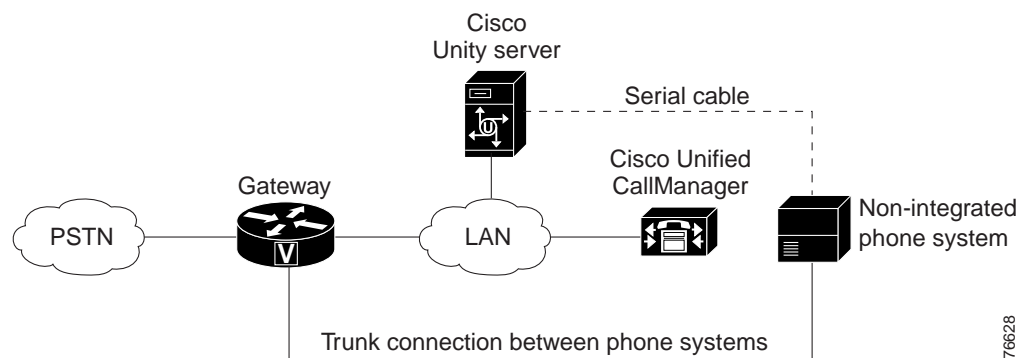 Cisco
Unity server
Serial cable
Cisco Unified
CallManager
Gateway
Non-integrated
phone system
PSTN
LAN
V
U
Trunk connection between phone systems
76628